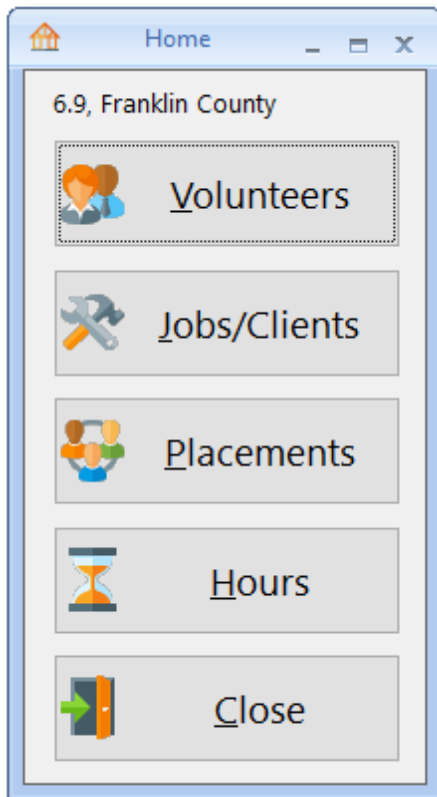 Home
6.9, Franklin County
Volunteers
Jobs/Clients
Placements
Hours
Close